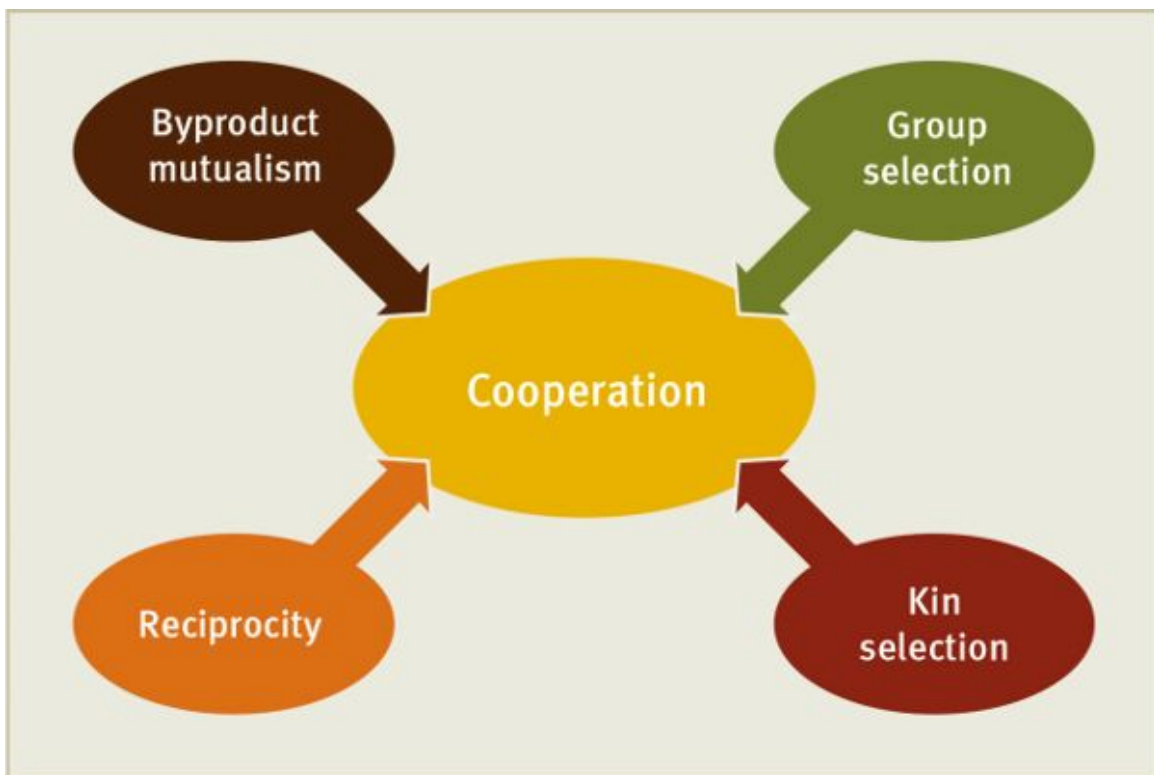 Byproduct
mutualism
Group
selection
Cooperation
Reciprocity
Kin
selection